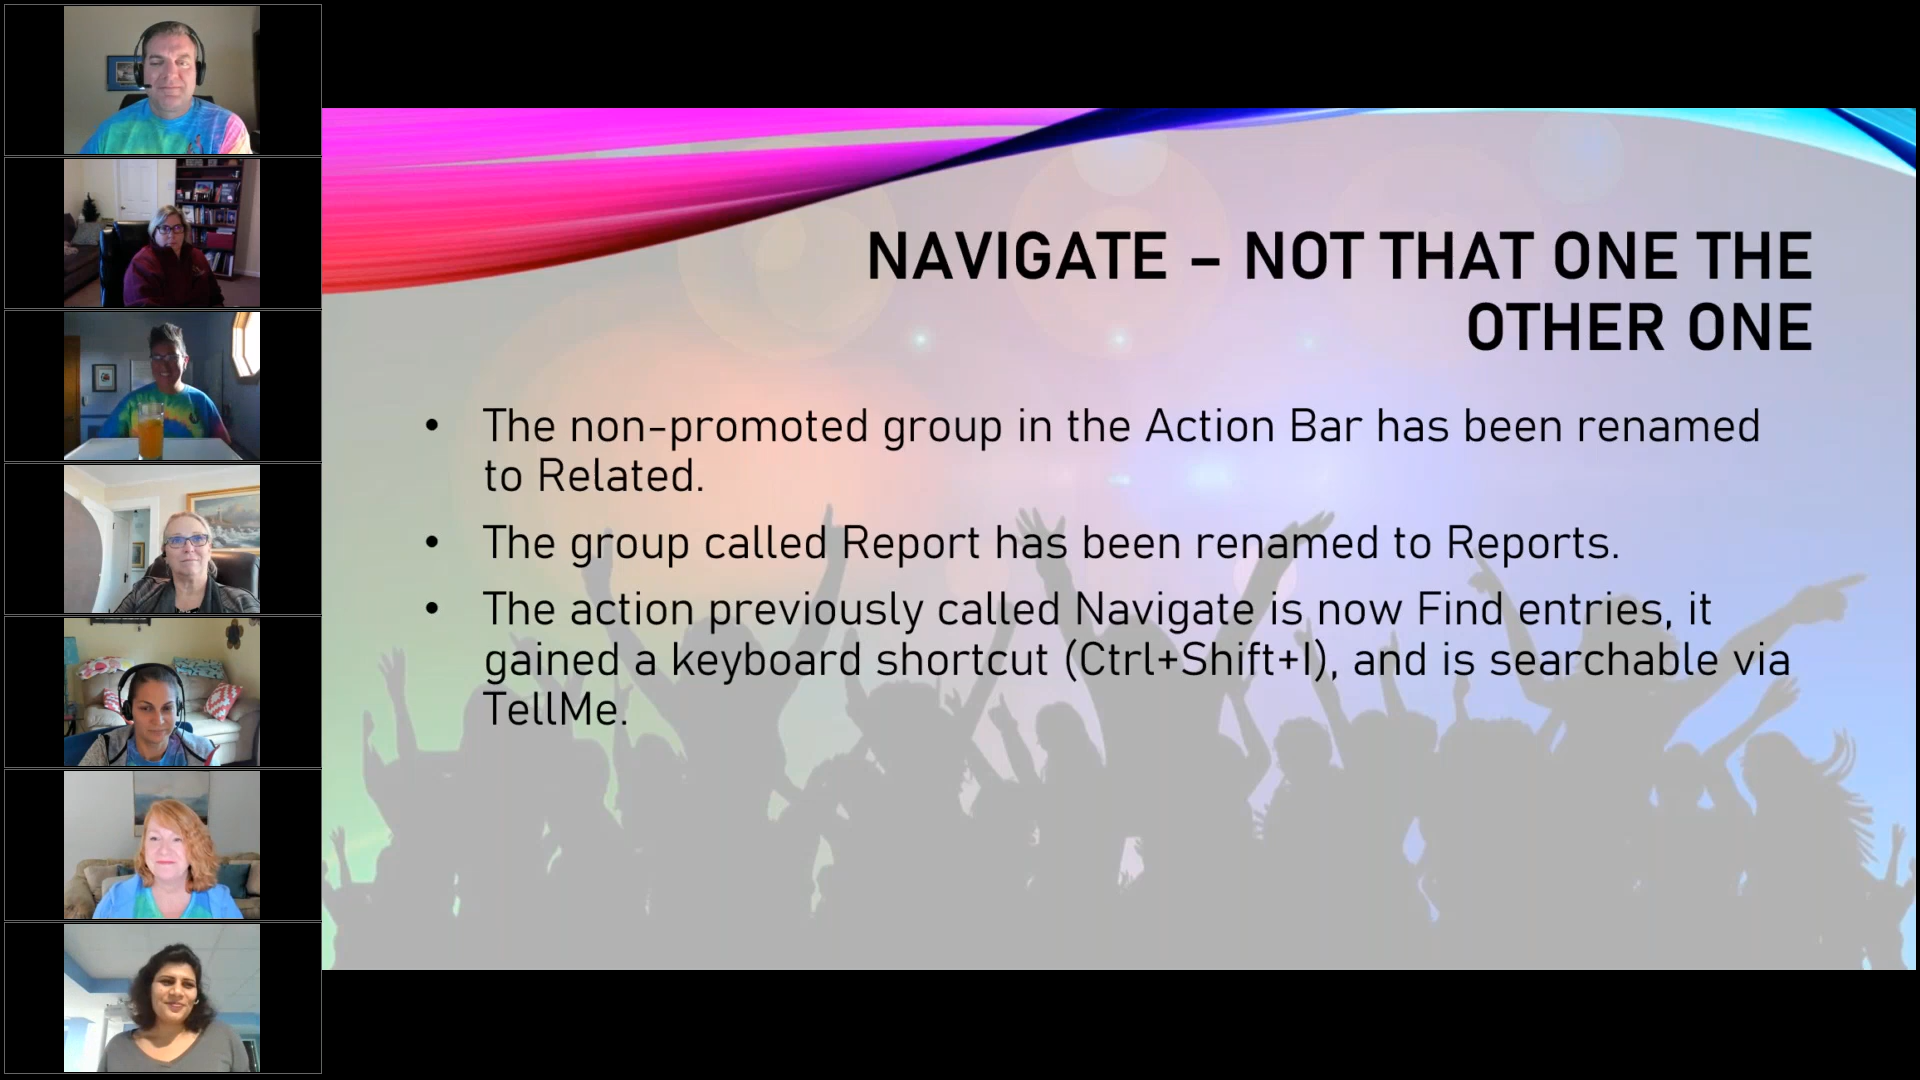 NAVIGATE – NOT THAT ONE THE
OTHER ONE
• The non-promoted group in the Action Bar has been renamed
to Related.
• The group called Report has been renamed to Reports.
• The action previously called Navigate is now Find entries, it
gained a keyboard shortcut (Ctrl+Shift+I), and is searchable via
TellMe.